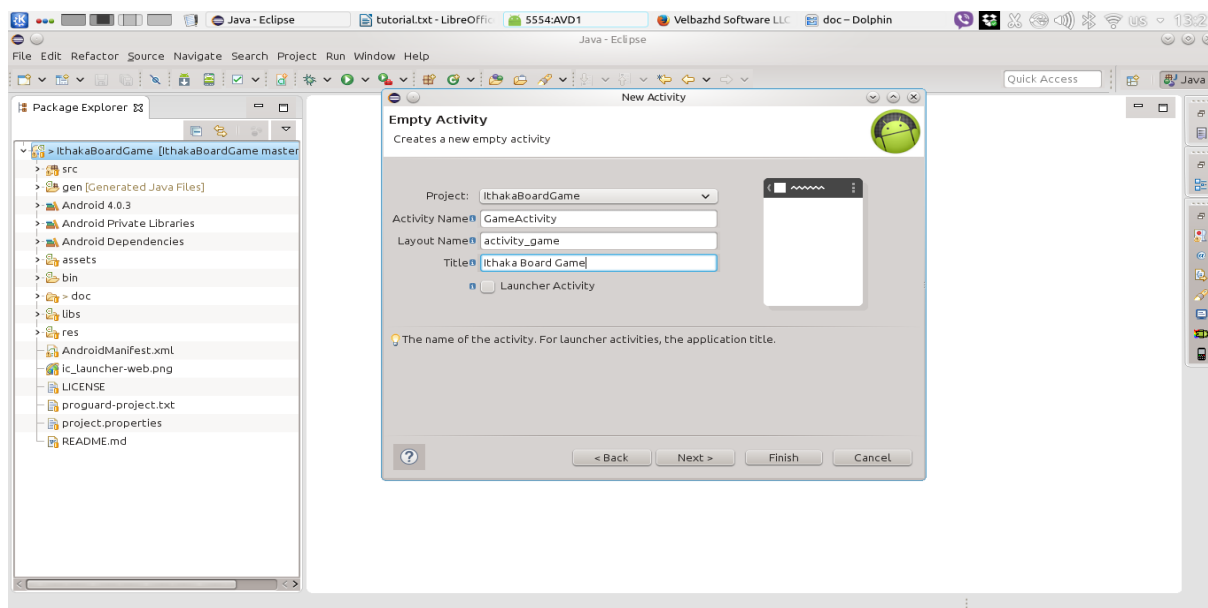 Java - Eclipse
tutorial.txt - LibreOffic
5554:AVD1
Velbazhd Software LLC
doc – Dolphin
US
13:2
Java - Eclipse
File Edit Refactor Source Navigate Search Project Run Window Help
Quick Access
Java
Package Explorer
> IthakaBoardGame [IthakaBoardGame master
src
gen [Generated Java Files]
Android 4.0.3
Android Private Libraries
Android Dependencies
assets
bin
> doc
libs
res
AndroidManifest.xml
ic_launcher-web.png
LICENSE
proguard-project.txt
project.properties
README.md
New Activity
Empty Activity
Creates a new empty activity
Project: IthakaBoardGame
Activity Name GameActivity
Layout Name activity_game
Title Ithaka Board Game
Launcher Activity
The name of the activity. For launcher activities, the application title.
?
< Back Next > Finish Cancel